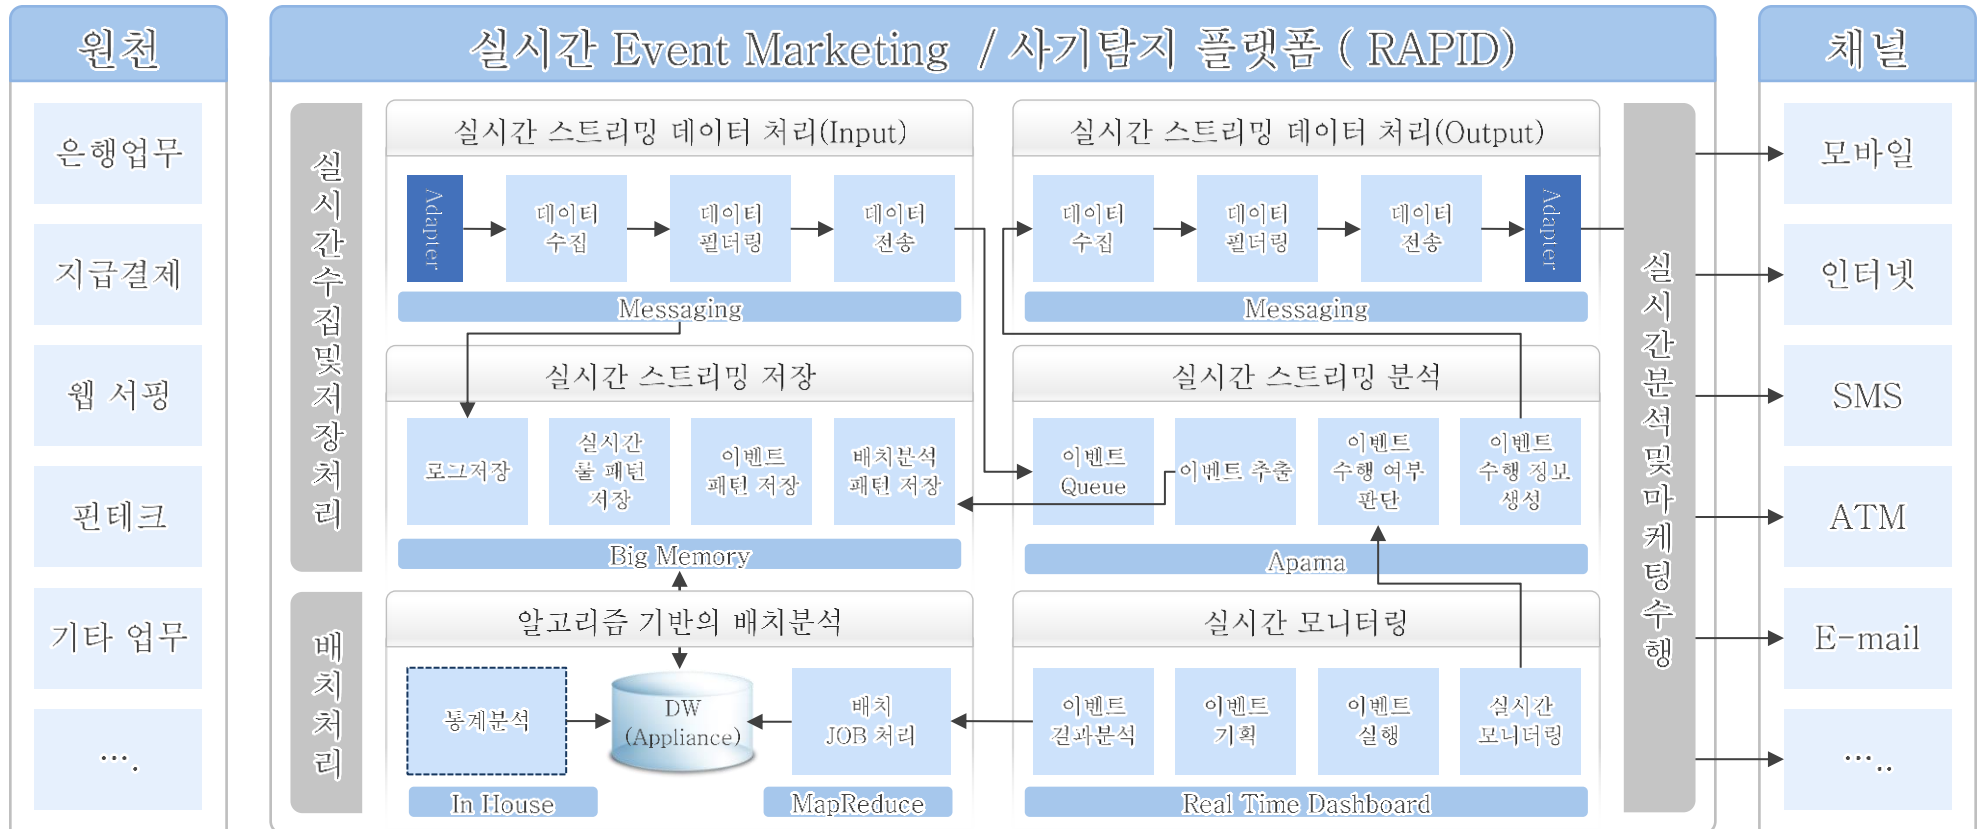 원천
은행업무
지급결제
웹 서핑
핀테크
기타 업무
….
실시간 Event Marketing / 사기탐지 플랫폼 ( RAPID)
실시간수집및저장처리
배치처리
실시간 스트리밍 데이터 처리(Input)
Adapter
데이터
수집
데이터
필터링
데이터
전송
Messaging
실시간 스트리밍 데이터 처리(Output)
데이터
수집
데이터
필터링
데이터
전송
Adapter
Messaging
실시간 스트리밍 저장
로그저장
실시간
룰 패턴
저장
이벤트
패턴 저장
배치분석
패턴 저장
Big Memory
실시간 스트리밍 분석
이벤트
Queue
이벤트 추출
이벤트
수행 여부
판단
이벤트
수행 정보
생성
Apama
알고리즘 기반의 배치분석
통계분석
In House
DW
(Appliance)
배치
JOB 처리
MapReduce
실시간 모니터링
이벤트
결과분석
이벤트
기획
이벤트
실행
실시간
모니터링
Real Time Dashboard
실시간분석및마케팅수행
채널
모바일
인터넷
SMS
ATM
E-mail
…..